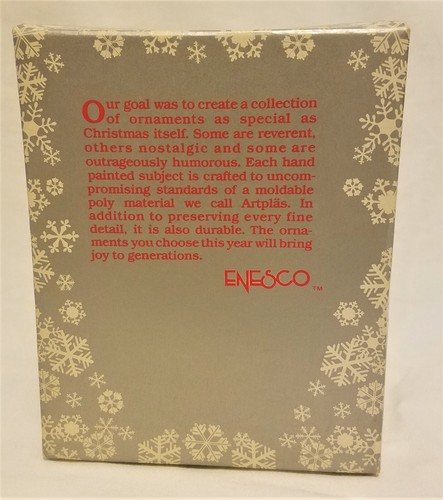 Our goal was to create a collection
of ornaments as special as
Christmas itself. Some are reverent,
others nostalgic and some are
outrageously humorous. Each hand
painted subject is crafted to uncom-
promising standards of a moldable
poly material we call Artpläs. In
addition to preserving every fine
detail, it is also durable. The orna-
ments you choose this year will bring
joy to generations.
ENESCO™